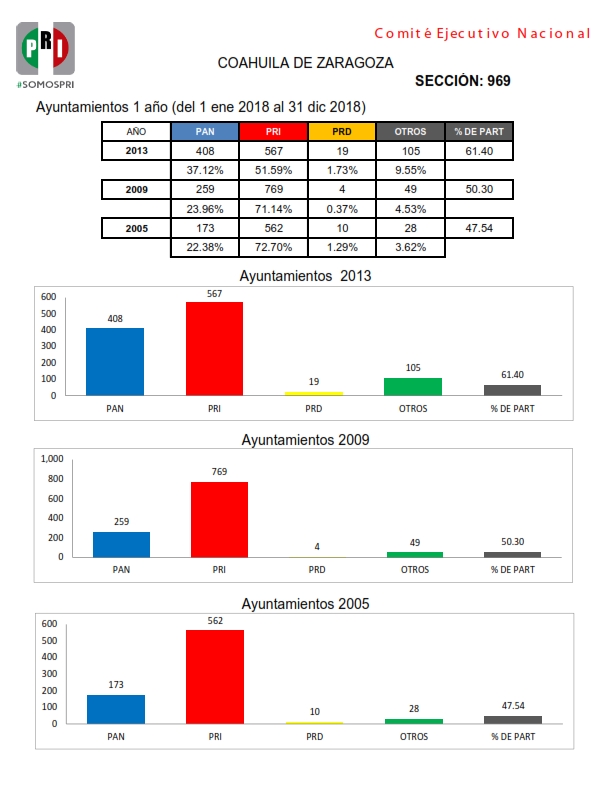 Comité Ejecutivo Nacional
PRI
#SOMOSPRI
COAHUILA DE ZARAGOZA
SECCIÓN: 969
Ayuntamientos 1 año (del 1 ene 2018 al 31 dic 2018)
AÑO PAN PRI PRD OTROS % DE PART
2013 408 567 19 105 61.40
37.12% 51.59% 1.73% 9.55%
2009 259 769 4 49 50.30
23.96% 71.14% 0.37% 4.53%
2005 173 562 10 28 47.54
22.38% 72.70% 1.29% 3.62%
Ayuntamientos 2013
600
500
400
300
200
100
0
408 567 19 105 61.40
PAN PRI PRD OTROS % DE PART
Ayuntamientos 2009
1,000
800
600
400
200
0
259 769 4 49 50.30
PAN PRI PRD OTROS % DE PART
Ayuntamientos 2005
600
500
400
300
200
100
0
173 562 10 28 47.54
PAN PRI PRD OTROS % DE PART